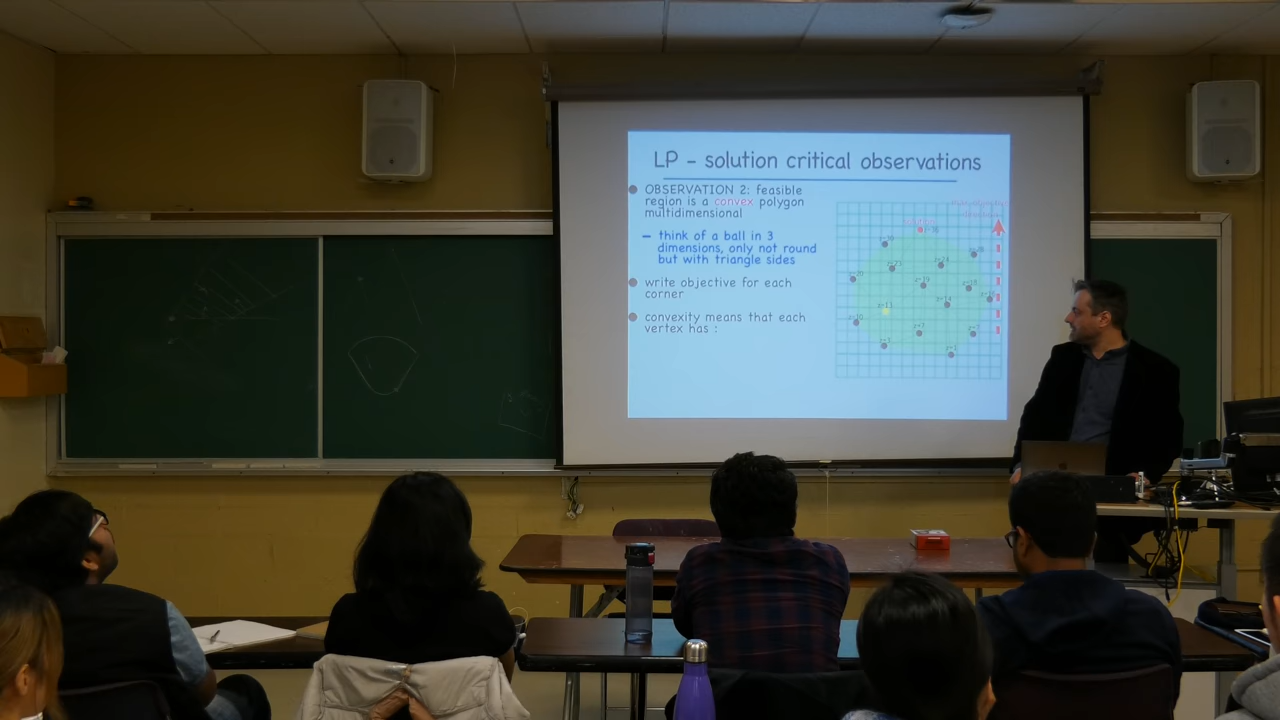 LP - solution critical observations
OBSERVATION 2: feasible
region is a convex polygon
multidimensional
– think of a ball in 3
dimensions, only not round
but with triangle sides
write objective for each
corner
convexity means that each
vertex has :